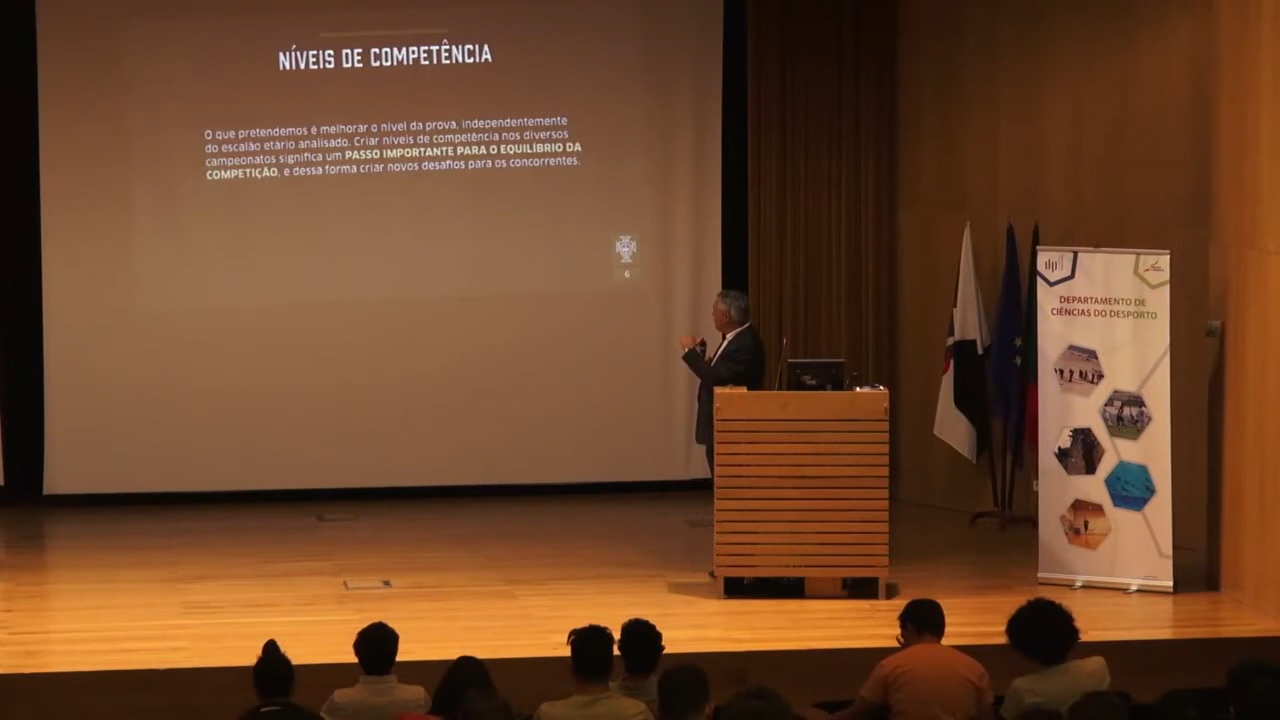 NÍVEIS DE COMPETÊNCIA
O que pretendemos é melhorar o nível da prova, independentemente
do escalão etário analisado. Criar níveis de competência nos diversos
campeonatos significa um PASSO IMPORTANTE PARA O EQUILÍBRIO DA
COMPETIÇÃO, e dessa forma criar novos desafios para os concorrentes.
6
DEPARTAMENTO DE
CIÊNCIAS DO DESPORTO